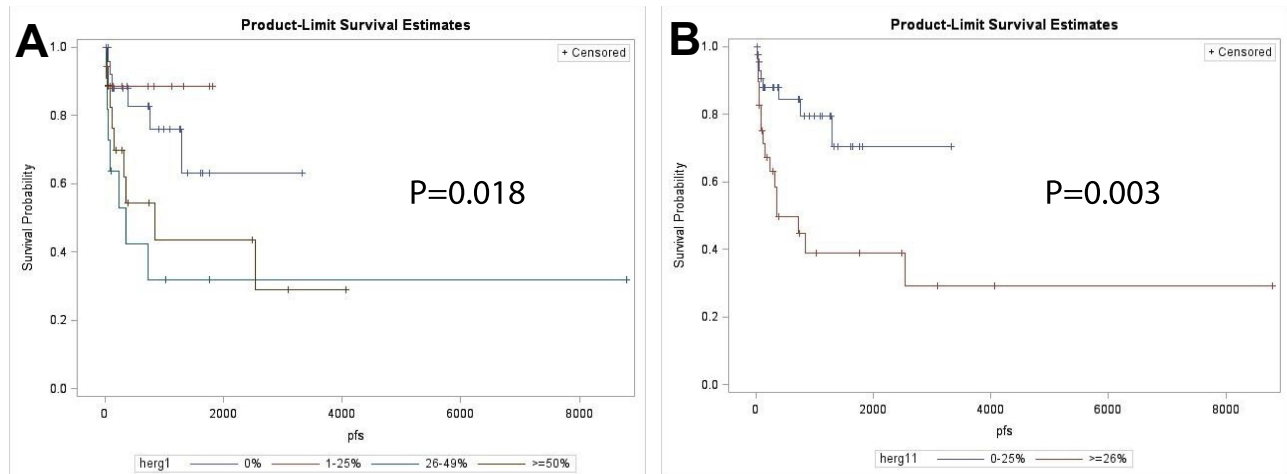 A
Product-Limit Survival Estimates
+ Censored
1.0
0.8
0.6
0.4
0.2
0.0
Survival Probability
P=0.018
0 2000 4000 6000 8000
pfs
herg1 0% 1-25% 26-49% >=50%
B
Product-Limit Survival Estimates
+ Censored
1.0
0.8
0.6
0.4
0.2
0.0
Survival Probability
P=0.003
0 2000 4000 6000 8000
pfs
herg11 0-25% >=26%